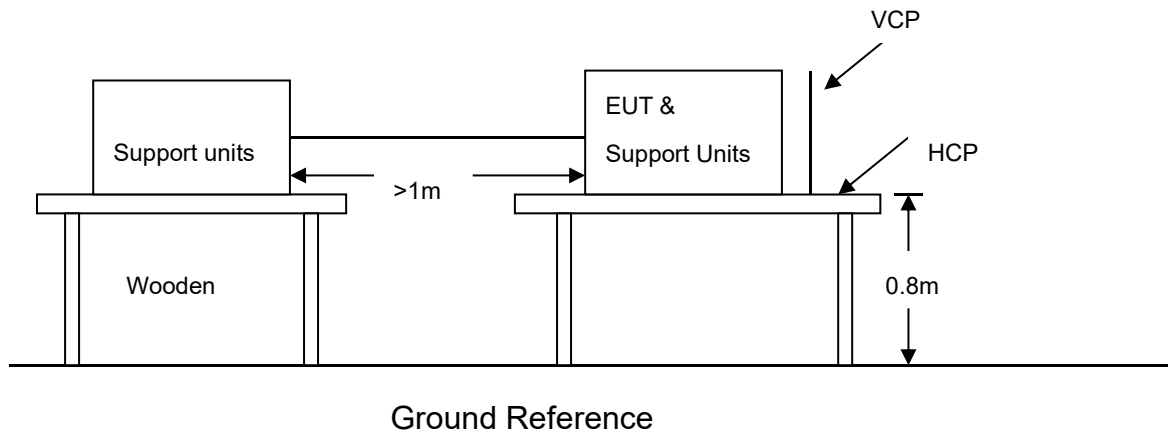 VCP
EUT &
Support units
Support Units
HCP
>1m
Wooden
0.8m
Ground Reference